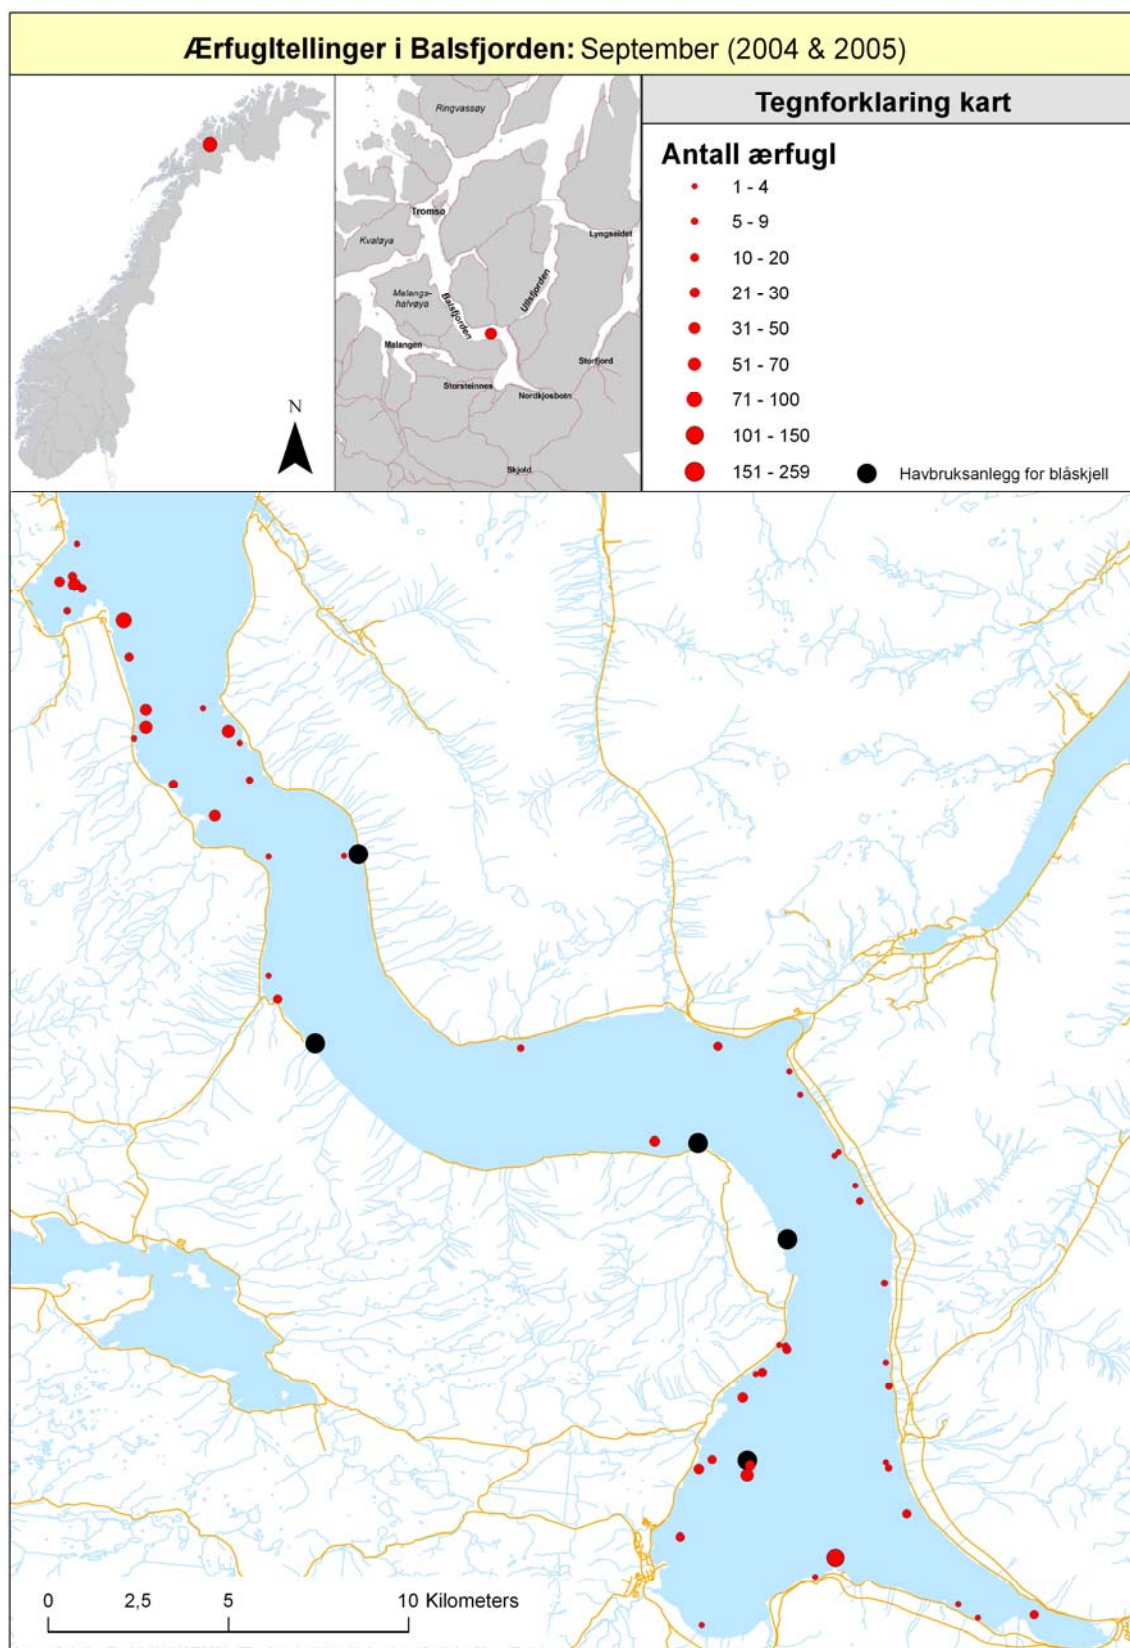 Ærfugltellinger i Balsfjorden: September (2004 & 2005)
Ringvassøy
Tromsø
Kvaløya
Lyngseidet
Ullsfjorden
Melengs-
halvøya
Balsfjorden
Malangen
Storfjord
Storsteinnes
Nordkjosbotn
Skjold
N
Tegnforklaring kart
Antall ærfugl
1 - 4
5 - 9
10 - 20
21 - 30
31 - 50
51 - 70
71 - 100
101 - 150
151 - 259
Havbruksanlegg for blåskjell
0 2,5 5 10 Kilometers